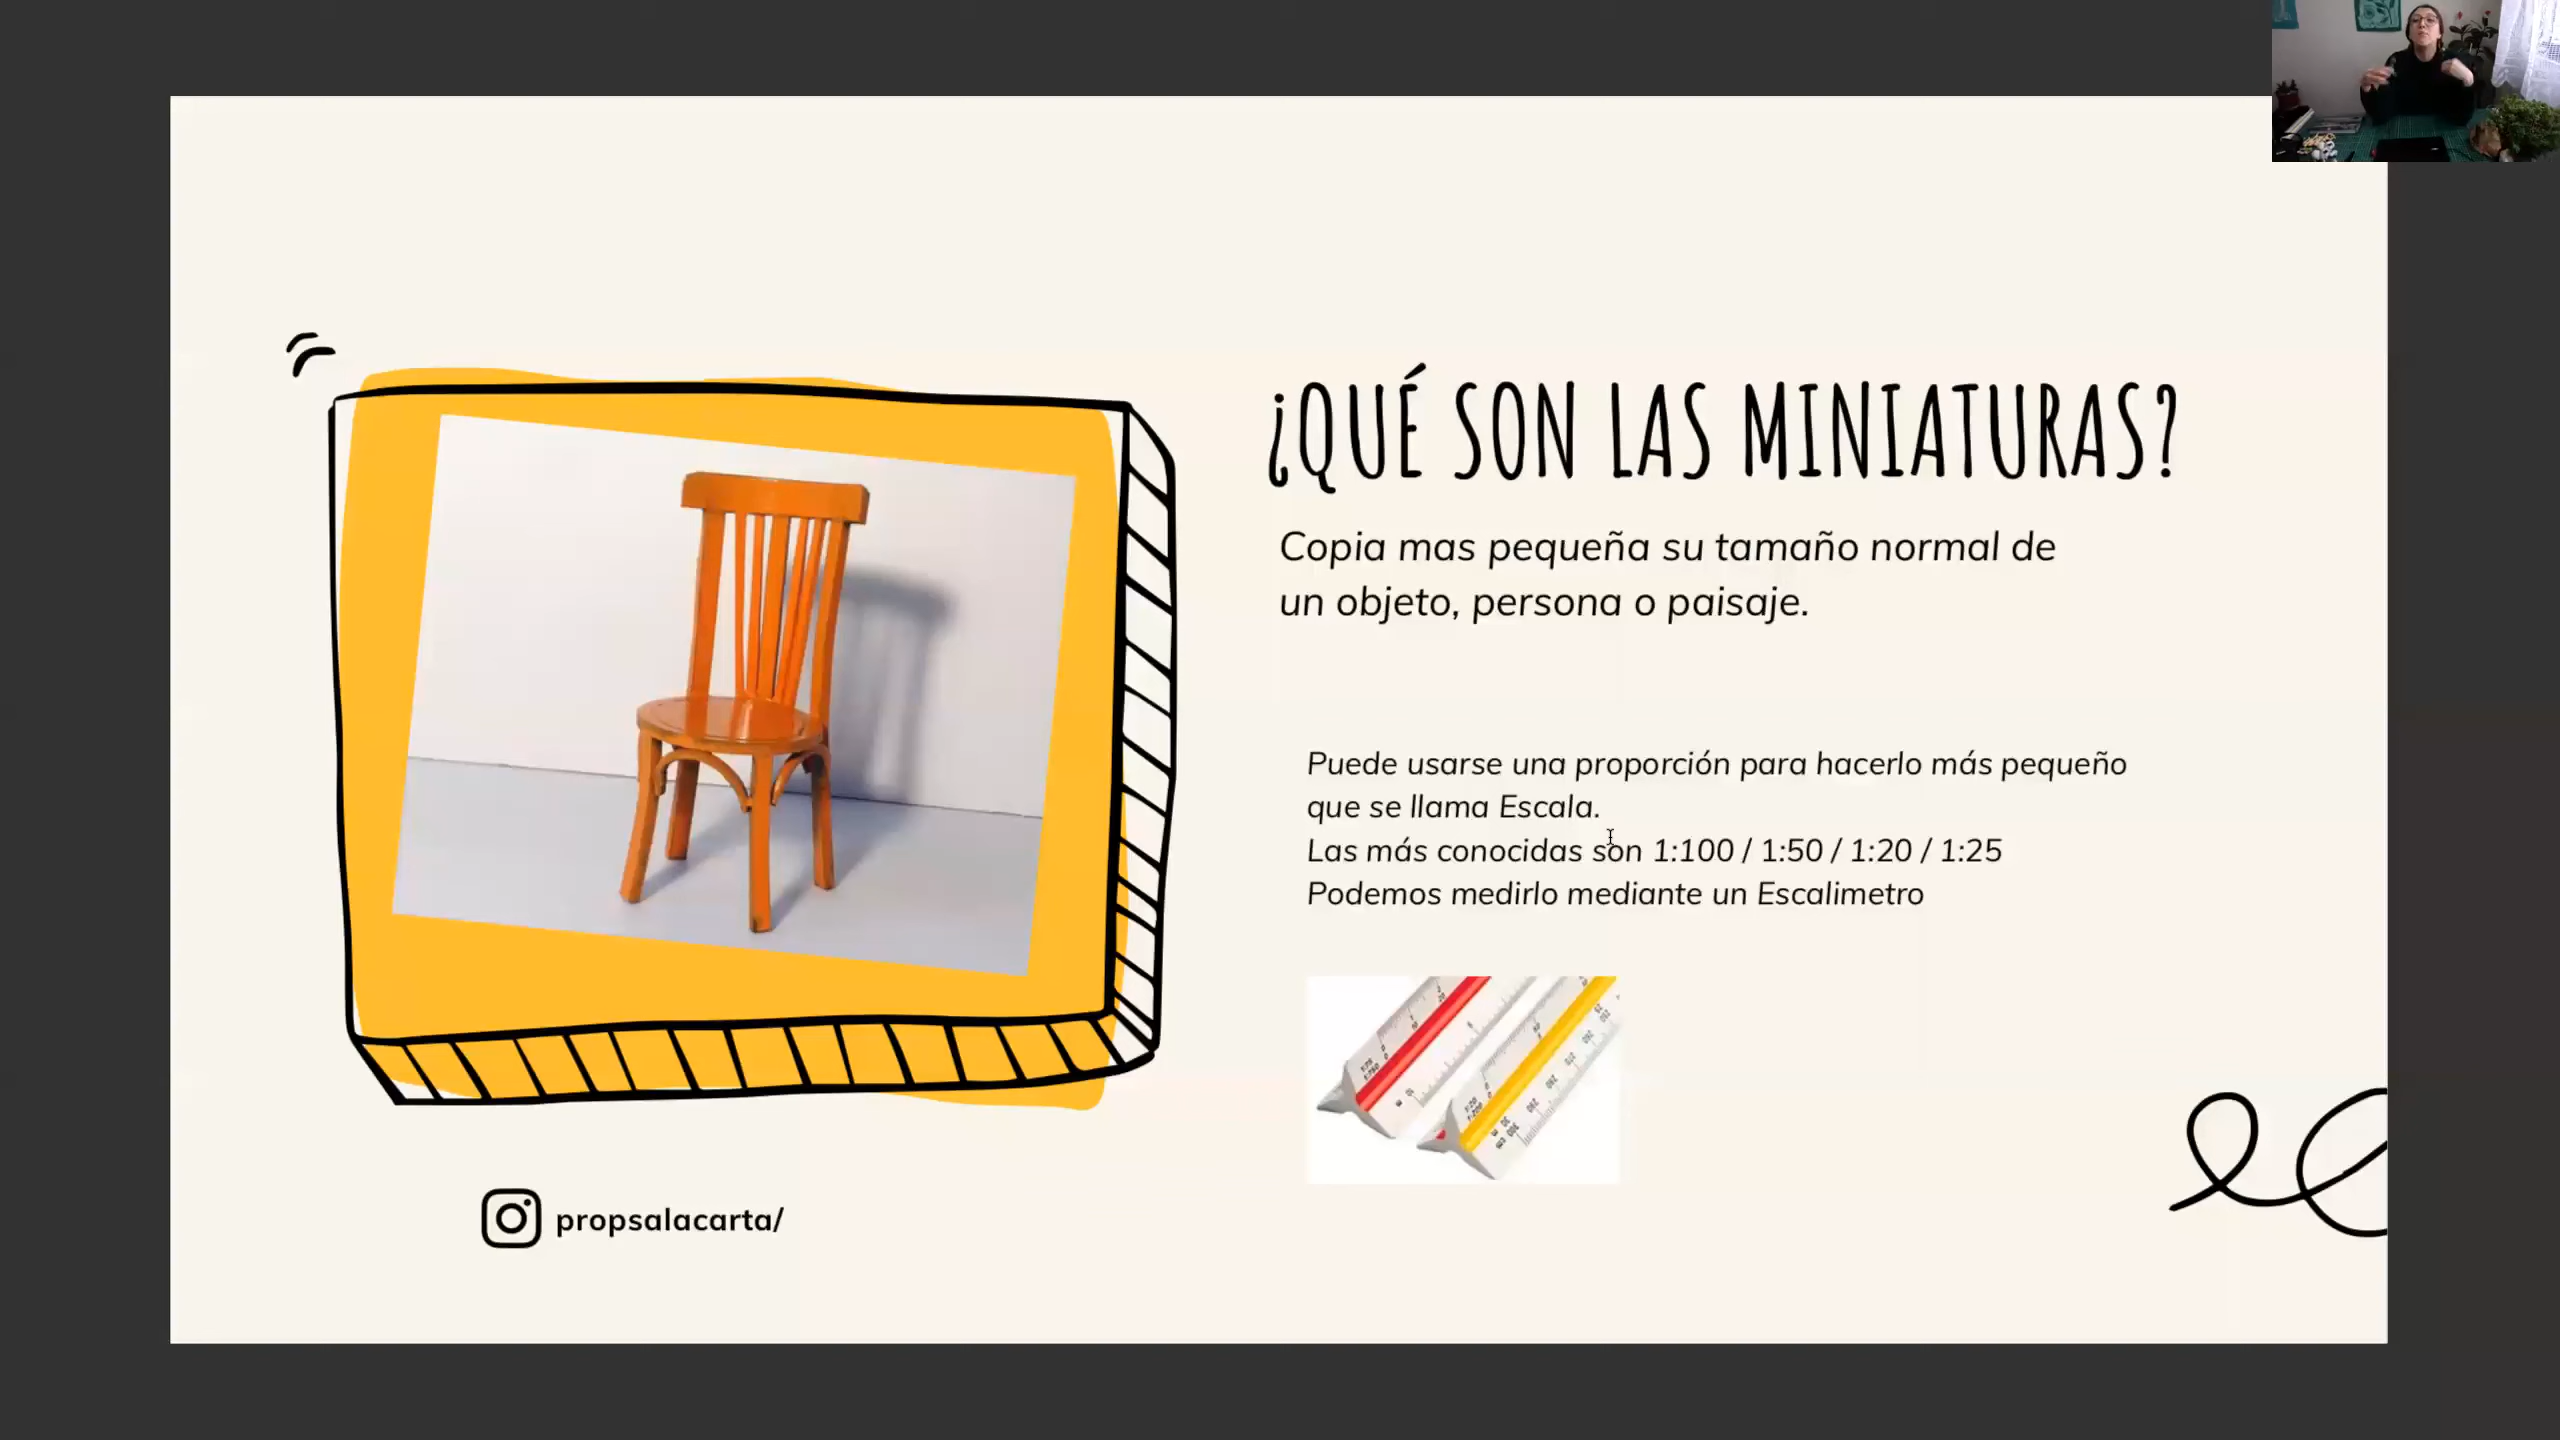 ¿QUÉ SON LAS MINIATURAS?
Copia mas pequeña su tamaño normal de
un objeto, persona o paisaje.
Puede usarse una proporción para hacerlo más pequeño
que se llama Escala.
Las más conocidas son 1:100 / 1:50 / 1:20 / 1:25
Podemos medirlo mediante un Escalimetro
propsalacarta/